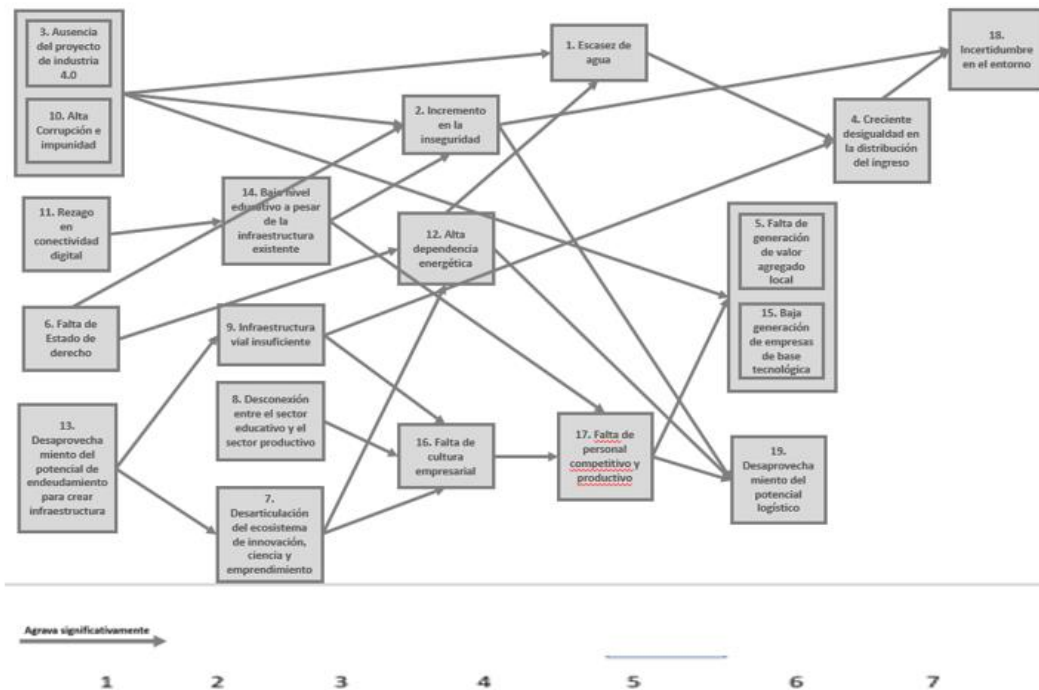 3. Ausencia
del proyecto
de industria
4.0
10. Alta
Corrupción e
impunidad
11. Rezago
en
conectividad
digital
6. Falta de
Estado de
derecho
13.
Desaprovecha
miento del
potencial de
endeudamiento
para crear
infraestructura
14. Bajo nivel
educativo a pesar
de la
infraestructura
existente
9. Infraestructura
vial insuficiente
8. Desconexión
entre el sector
educativo y el
sector productivo
7.
Desarticulación
del ecosistema
de innovación,
ciencia y
emprendimiento
2. Incremento
en la
inseguridad
12. Alta
dependencia
energética
16. Falta de
cultura
empresarial
1. Escasez de
agua
17. Falta de
personal
competitivo y
productivo
18.
Incertidumbre
en el entorno
4. Creciente
desigualdad en
la distribución
del ingreso
5. Falta de
generación
de valor
agregado
local
15. Baja
generación
de empresas
de base
tecnológica
19.
Desaprovecha
miento del
potencial
logístico
Agrava significativamente
1 2 3 4 5 6 7